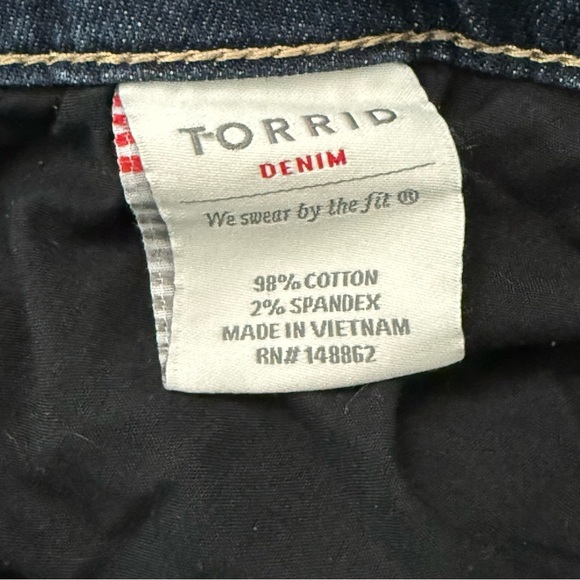 TORRID
DENIM
We swear by the fit ®
98% COTTON
2% SPANDEX
MADE IN VIETNAM
RN# 148862